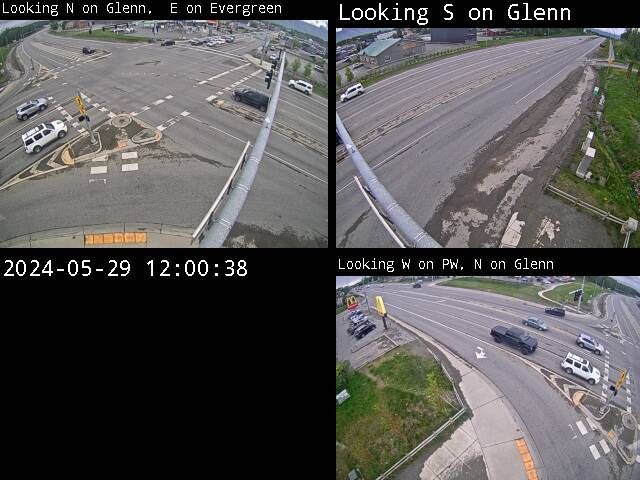 Looking N on Glenn, E on Evergreen
Looking S on Glenn
2024-05-29 12:00:38
Looking W on PW, N on Glenn